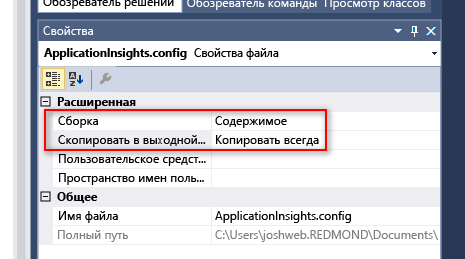 Обозреватель решений Обозреватель команды Просмотр классов
Свойства
ApplicationInsights.config Свойства файла
Расширенная
Сборка Содержимое
Скопировать в выходной... Копировать всегда
Пользовательское средст...
Пространство имен поль...
Общее
Имя файла ApplicationInsights.config
Полный путь C:\Users\joshweb.REDMOND\Documents\